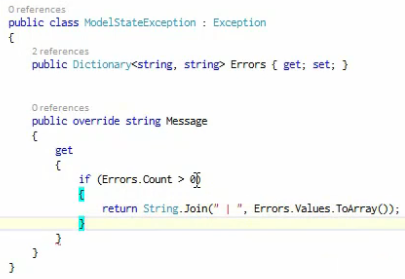 0 references
public class ModelStateException : Exception
{
2 references
public Dictionary<string, string> Errors { get; set; }
0 references
public override string Message
{
get
{
if (Errors.Count > 0)
{
return String.Join(" | ", Errors.Values.ToArray());
}
}
}
}